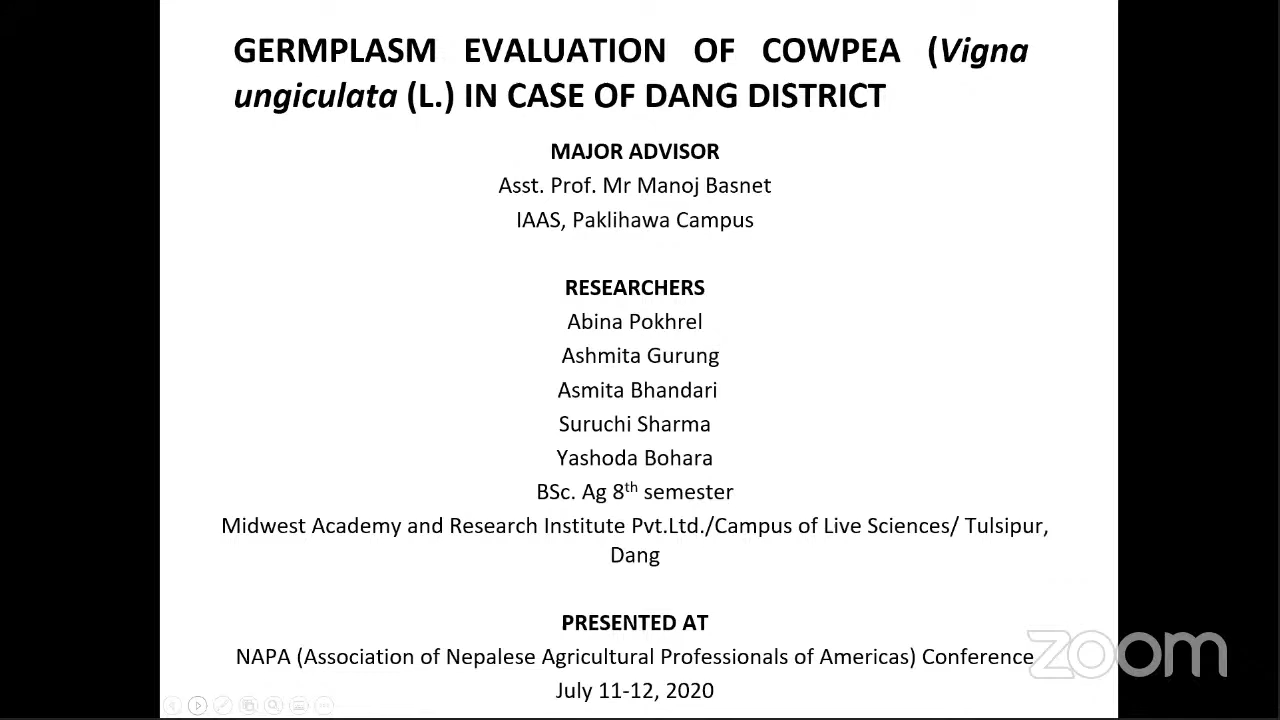 GERMPLASM EVALUATION OF COWPEA (Vigna
ungiculata (L.) IN CASE OF DANG DISTRICT
MAJOR ADVISOR
Asst. Prof. Mr Manoj Basnet
IAAS, Paklihawa Campus
RESEARCHERS
Abina Pokhrel
Ashmita Gurung
Asmita Bhandari
Suruchi Sharma
Yashoda Bohara
BSc. Ag 8th semester
Midwest Academy and Research Institute Pvt.Ltd./Campus of Live Sciences/ Tulsipur,
Dang
PRESENTED AT
NAPA (Association of Nepalese Agricultural Professionals of Americas) Conference
July 11-12, 2020
zoom